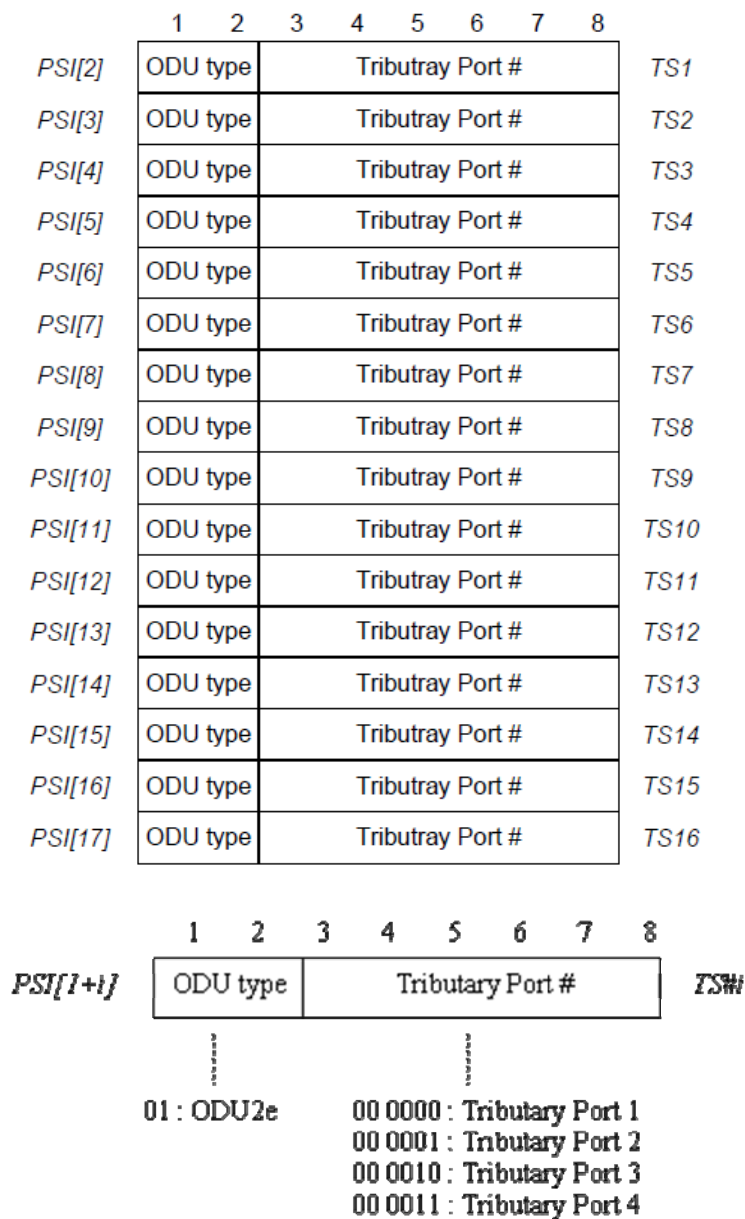 1 2 3 4 5 6 7 8
PSI[2] ODU type Tributray Port # TS1
PSI[3] ODU type Tributray Port # TS2
PSI[4] ODU type Tributray Port # TS3
PSI[5] ODU type Tributray Port # TS4
PSI[6] ODU type Tributray Port # TS5
PSI[7] ODU type Tributray Port # TS6
PSI[8] ODU type Tributray Port # TS7
PSI[9] ODU type Tributray Port # TS8
PSI[10] ODU type Tributray Port # TS9
PSI[11] ODU type Tributray Port # TS10
PSI[12] ODU type Tributray Port # TS11
PSI[13] ODU type Tributray Port # TS12
PSI[14] ODU type Tributray Port # TS13
PSI[15] ODU type Tributray Port # TS14
PSI[16] ODU type Tributray Port # TS15
PSI[17] ODU type Tributray Port # TS16
1 2 3 4 5 6 7 8
PSI[1+i] ODU type Tributary Port # TS#i
01 : ODU2e 00 0000 : Tributary Port 1
00 0001 : Tributary Port 2
00 0010 : Tributary Port 3
00 0011 : Tributary Port 4